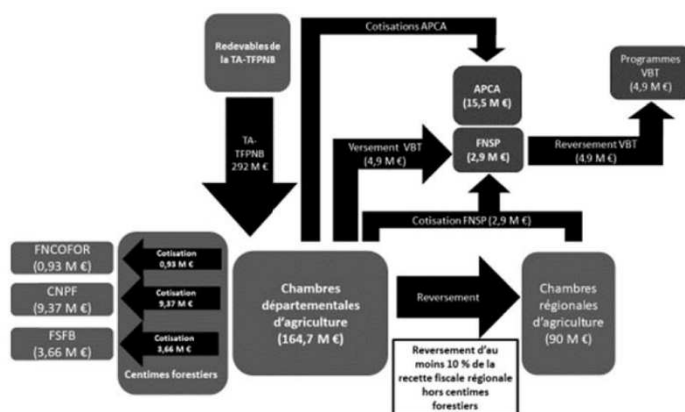 Cotisations APCA
Redevables de
la TA-TFPNB
Programmes
VBT
(4,9 M €)
APCA
(15,5 M €)
TA-
TFPNB
292 M €
Versement VBT
(4,9 M €)
FNSP
(2,9 M €)
Reversement VBT
(4,9 M €)
Cotisation FNSP (2,9 M €)
FNCOFOR
(0,93 M €)
Cotisation
0,93 M €
CNPF
(9,37 M €)
Cotisation
9,37 M €
FSFB
(3,66 M €)
Cotisation
3,66 M €
Centimes forestiers
Chambres
départementales
d'agriculture
(164,7 M €)
Reversement
Chambres
régionales
d'agriculture
(90 M €)
Reversement d'au
moins 10 % de la
recette fiscale régionale
hors centimes
forestiers